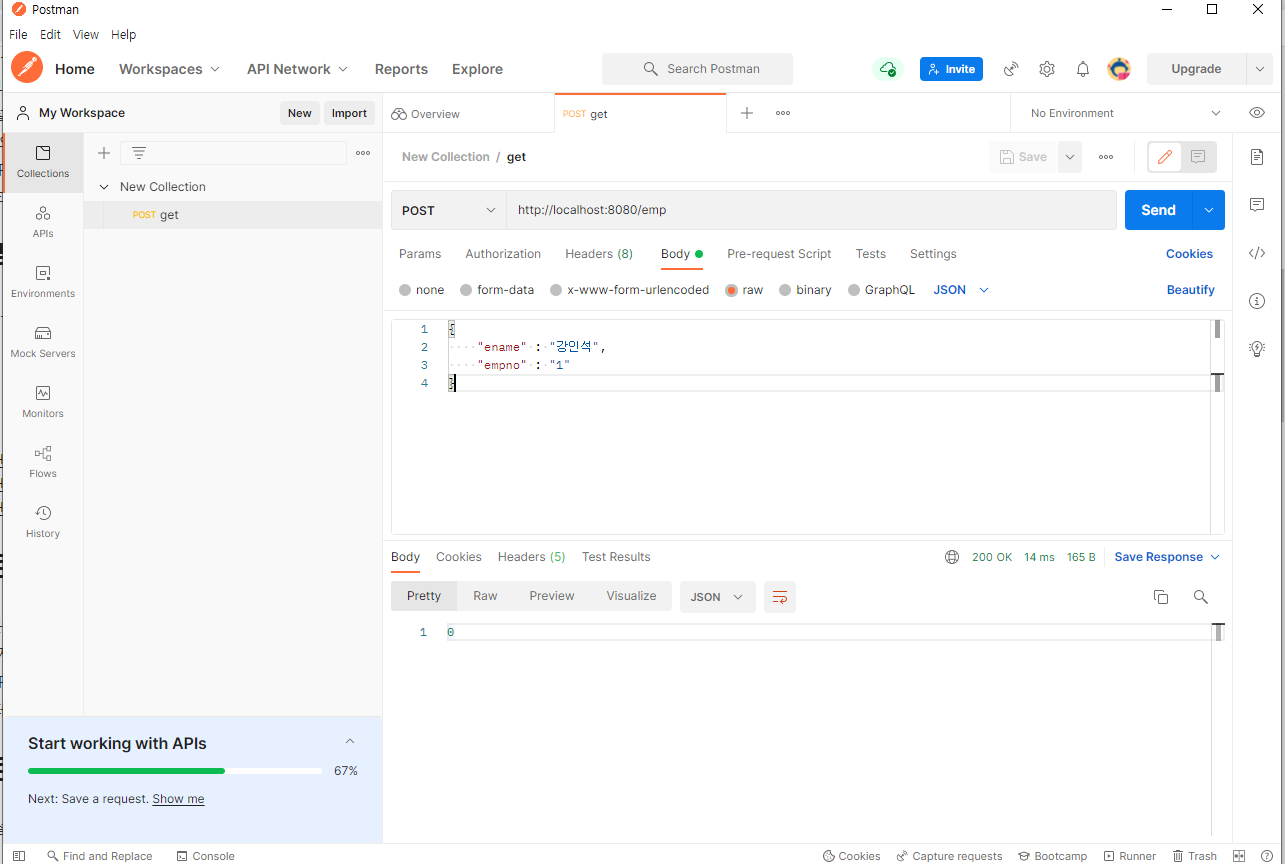 Postman
File Edit View Help
Home Workspaces API Network Reports Explore Search Postman Invite Upgrade
My Workspace New Import Overview POST get No Environment
Collections
APIs
Environments
Mock Servers
Monitors
Flows
History
New Collection
POST get
New Collection / get Save
POST http://localhost:8080/emp Send
Params Authorization Headers (8) Body Pre-request Script Tests Settings Cookies
none form-data x-www-form-urlencoded raw binary GraphQL JSON Beautify
1 {
2 "ename" : "강인석",
3 "empno" : "1"
4 }
Body Cookies Headers (5) Test Results 200 OK 14 ms 165 B Save Response
Pretty Raw Preview Visualize JSON
1 0
Start working with APIs
67%
Next: Save a request. Show me
Find and Replace Console Cookies Capture requests Bootcamp Runner Trash